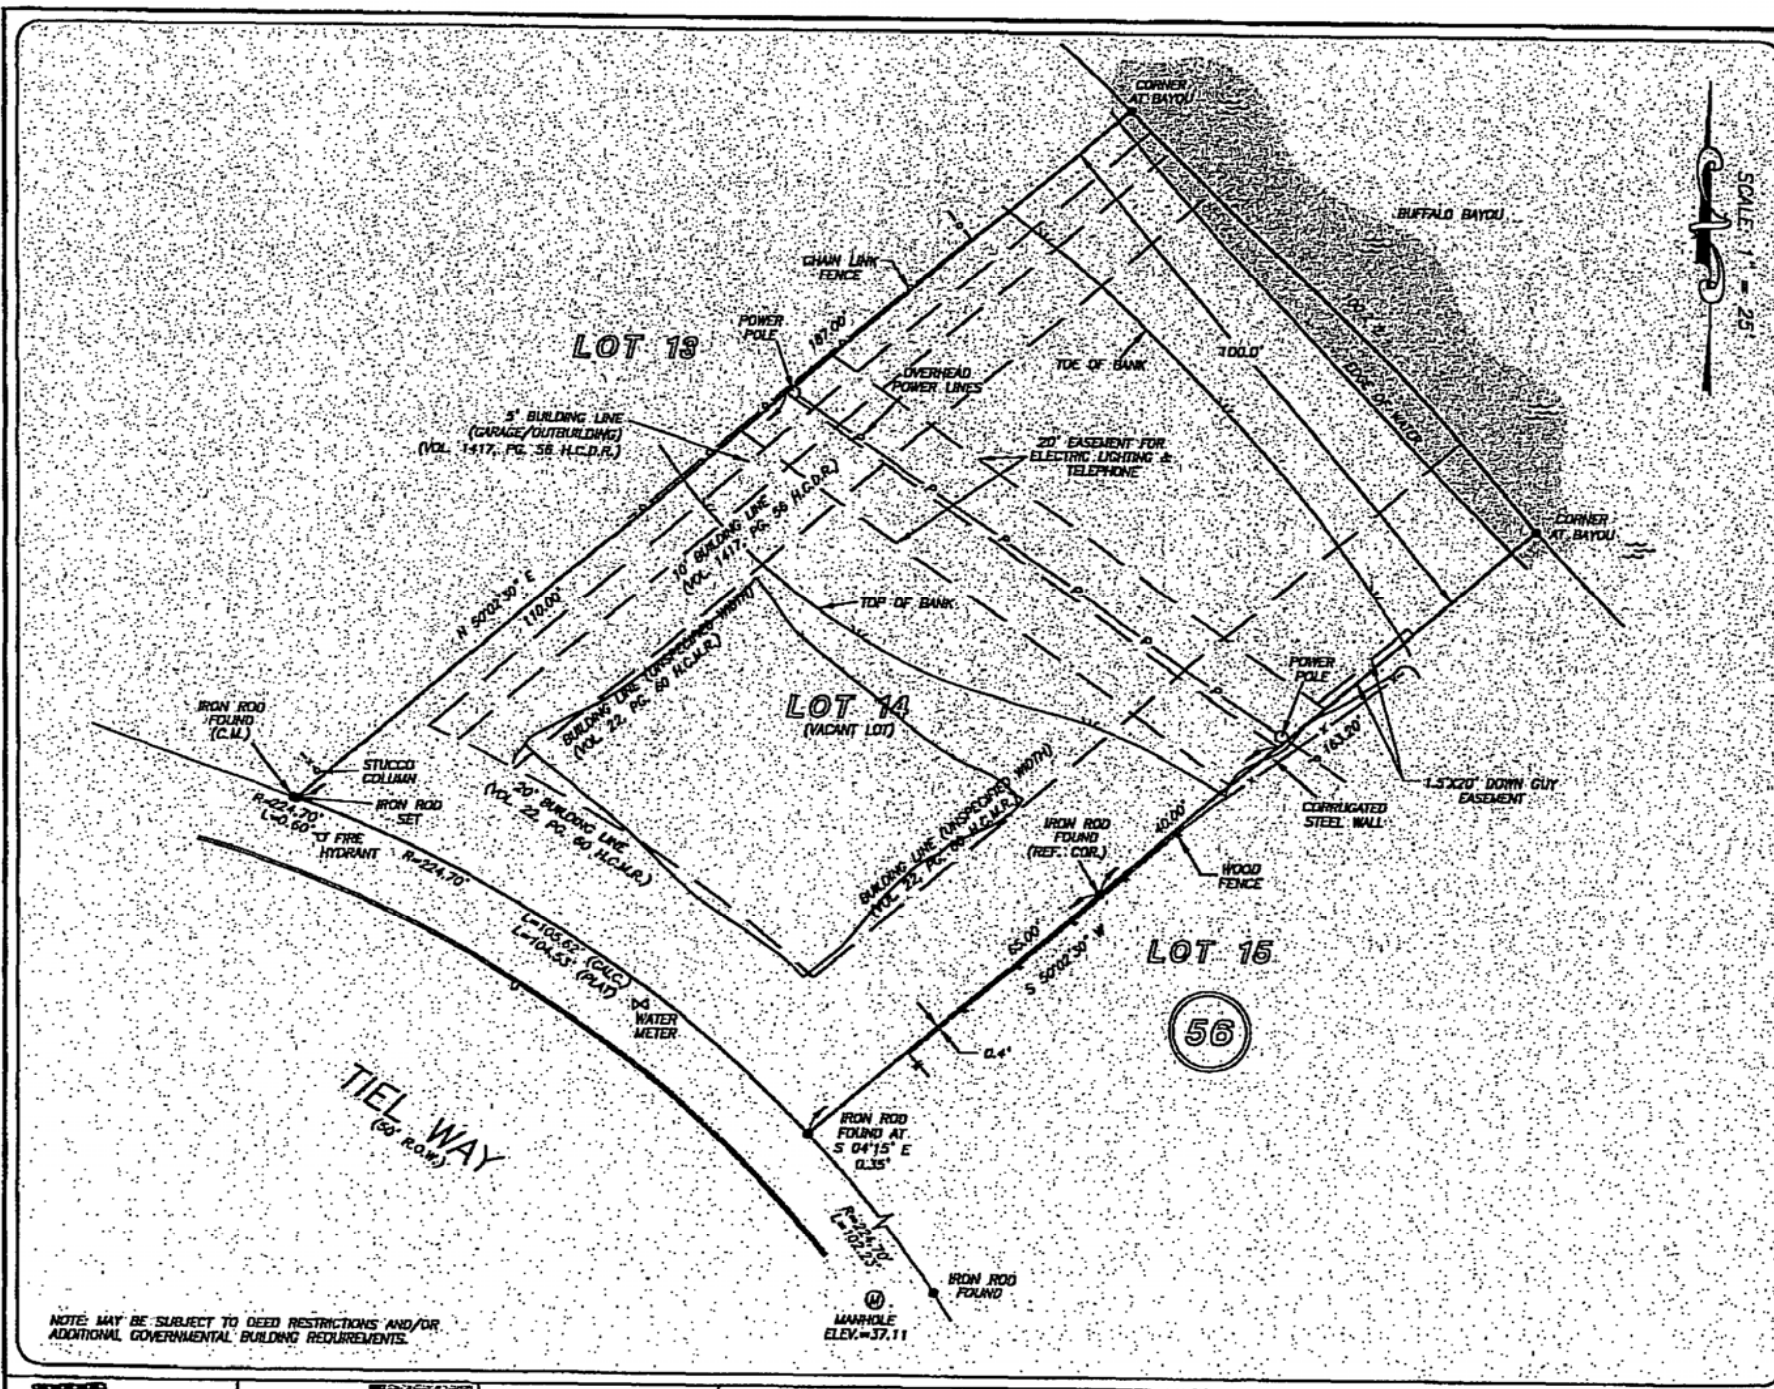 CORNER
AT BAYOU
BUFFALO BAYOU
SCALE 1" = 25'
CHAIN LINK
FENCE
187.00'
POWER
POLE
LOT 13
OVERHEAD
POWER LINES
TOE OF BANK
100.0'
EDGE OF WATER
5' BUILDING LINE
(GARAGE/OUTBUILDING)
(VOL. 1417, PG. 56 H.C.D.R.)
20' EASEMENT FOR
ELECTRIC LIGHTING &
TELEPHONE
10' BUILDING LINE
(VOL. 1417, PG. 56 H.C.D.R.)
CORNER
AT BAYOU
N 50°02'30" E
110.00'
TOP OF BANK
BUILDING LINE (UNSPECIFIED WIDTH)
(VOL. 22, PG. 60 H.C.M.R.)
LOT 14
(VACANT LOT)
POWER
POLE
163.20'
IRON ROD
FOUND
(C.M.)
STUCCO
COLUMN
IRON ROD
SET
R=224.70'
L=0.60'
FIRE
HYDRANT
R=224.70'
20' BUILDING LINE
(VOL. 22, PG. 60 H.C.M.R.)
BUILDING LINE (UNSPECIFIED WIDTH)
(VOL. 22, PG. 60 H.C.M.R.)
1.5'X20' DOWN GUY
EASEMENT
CORRUGATED
STEEL WALL
IRON ROD
FOUND
(REF. COR.)
40.00'
WOOD
FENCE
L=105.62' (CALC.)
L=104.53' (PLAT)
65.00'
S 50°02'30" W
LOT 15
56
WATER
METER
0.4'
TIEL WAY
(50' R.O.W.)
IRON ROD
FOUND AT
S 04°15' E
0.35'
R=224.70'
L=102.23'
IRON ROD
FOUND
M
MANHOLE
ELEV.=37.11
NOTE: MAY BE SUBJECT TO DEED RESTRICTIONS AND/OR
ADDITIONAL GOVERNMENTAL BUILDING REQUIREMENTS.